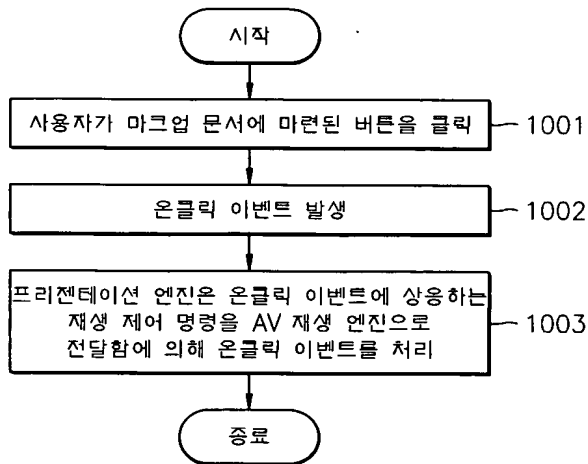 시작
사용자가 마크업 문서에 마련된 버튼을 클릭
1001
온클릭 이벤트 발생
1002
프리젠테이션 엔진은 온클릭 이벤트에 상응하는
재생 제어 명령을 AV 재생 엔진으로
1003
전달함에 의해 온클릭 이벤트를 처리
종료